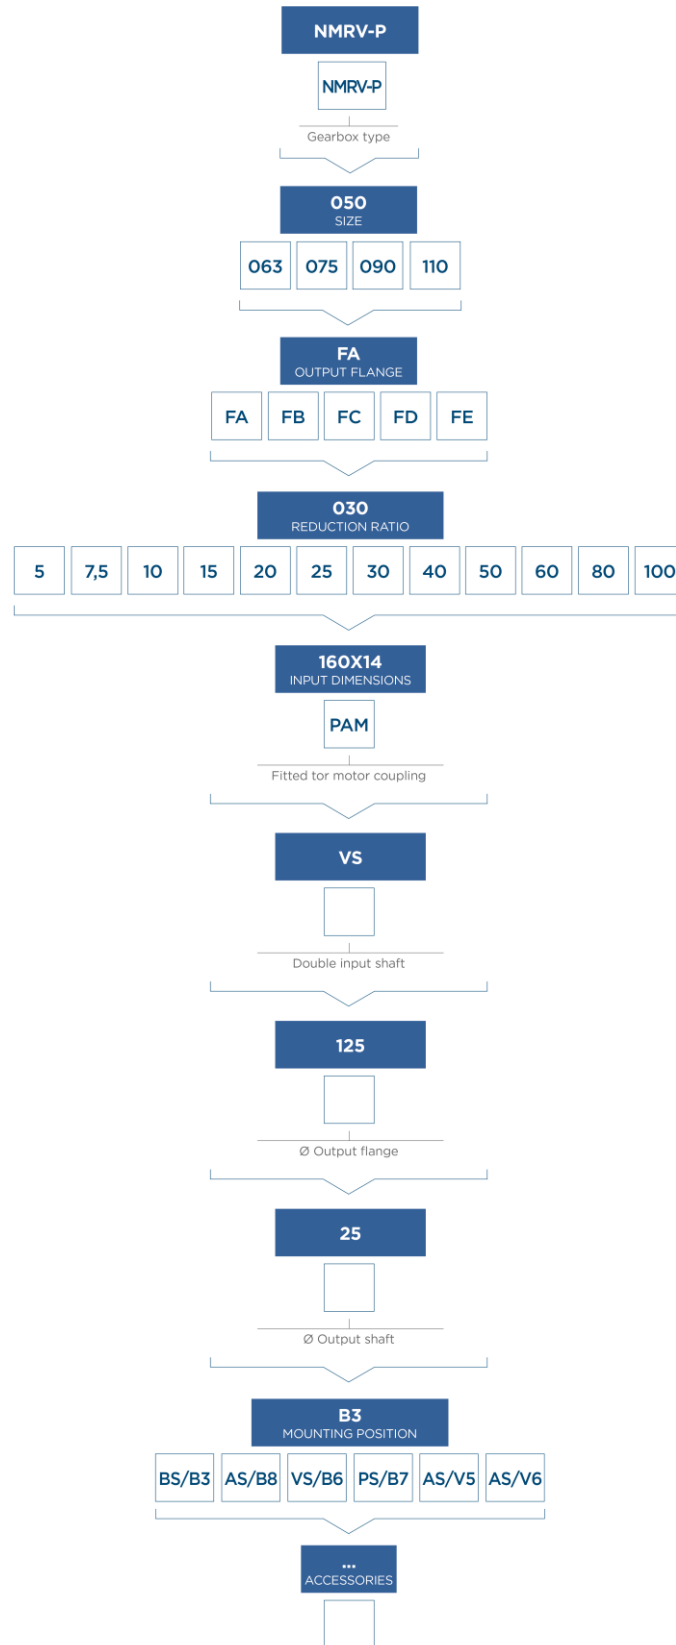 NMRV-P
NMRV-P
Gearbox type
050
SIZE
063 075 090 110
FA
OUTPUT FLANGE
FA FB FC FD FE
030
REDUCTION RATIO
5 7,5 10 15 20 25 30 40 50 60 80 100
160X14
INPUT DIMENSIONS
PAM
Fitted tor motor coupling
VS
Double input shaft
125
Ø Output flange
25
Ø Output shaft
B3
MOUNTING POSITION
BS/B3 AS/B8 VS/B6 PS/B7 AS/V5 AS/V6
...
ACCESSORIES